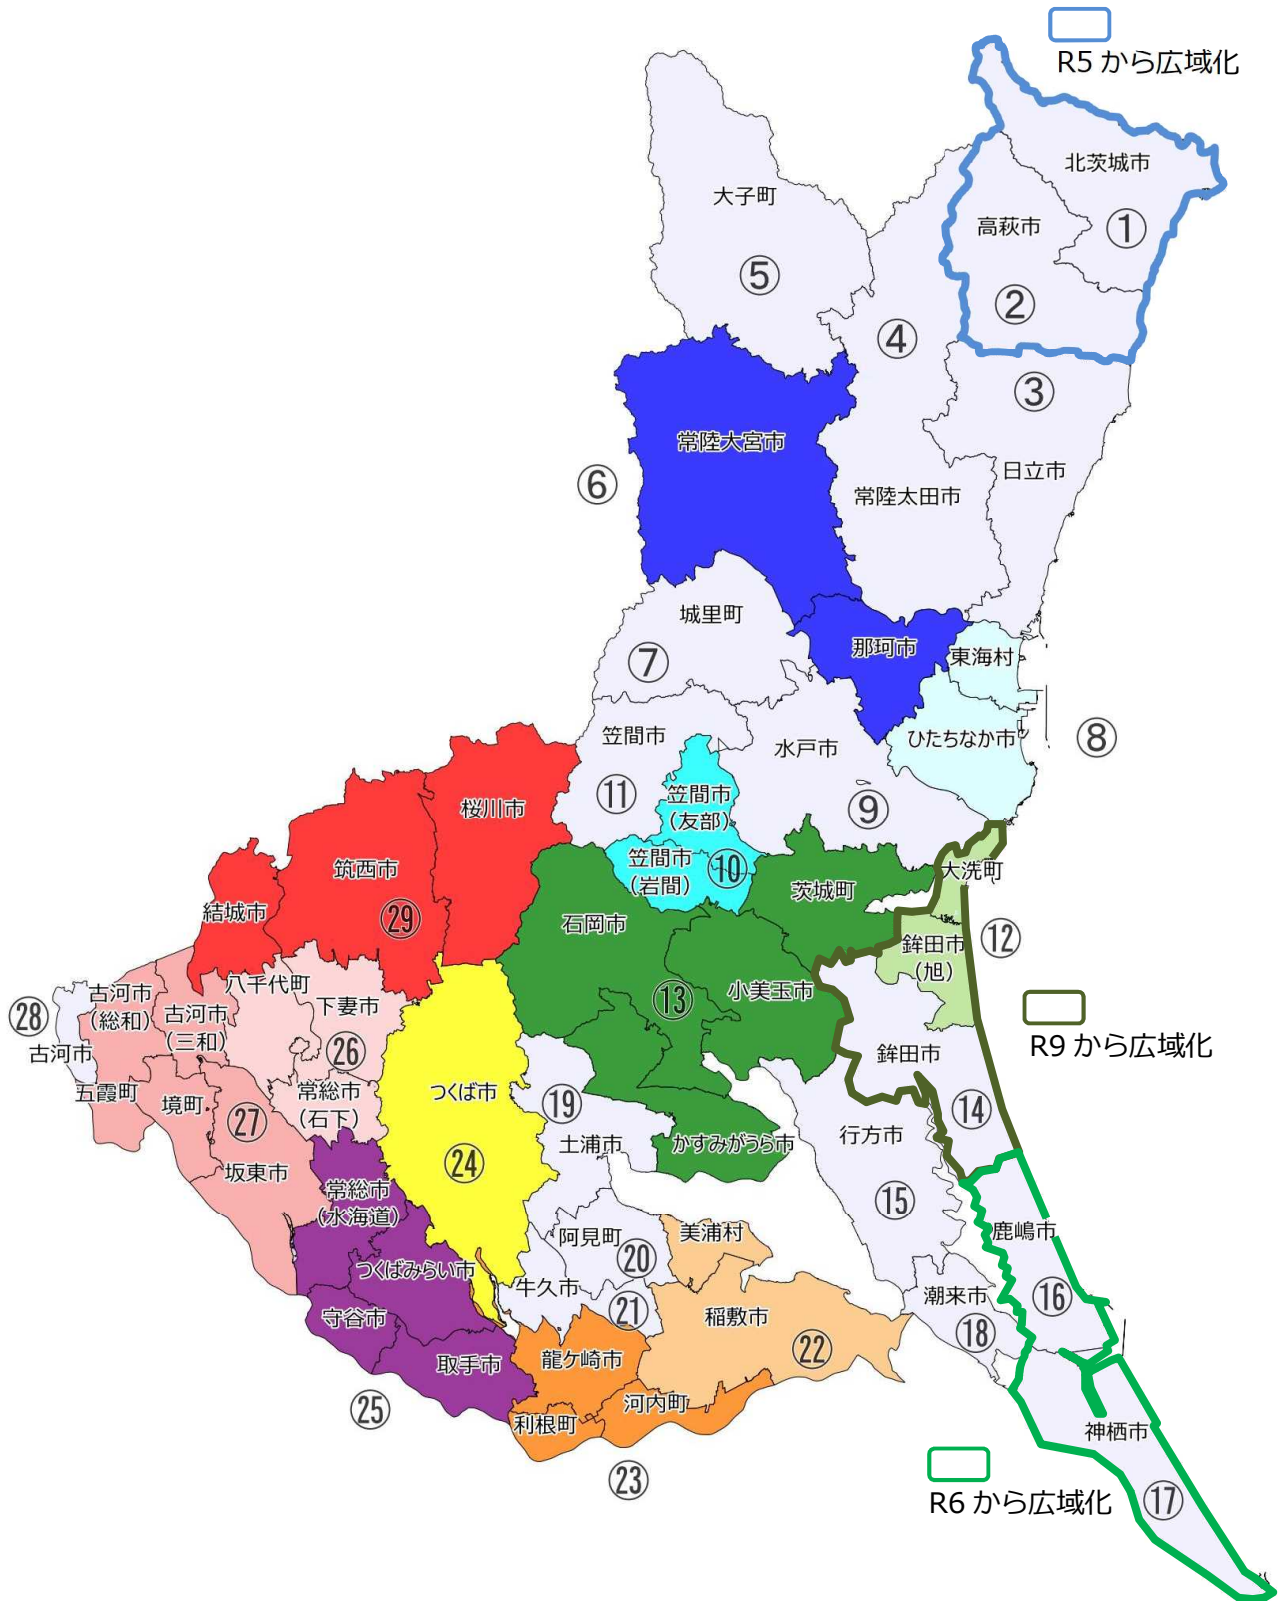 R5 から広域化
北茨城市
①
高萩市
②
大子町
⑤
④
③
日立市
常陸太田市
常陸大宮市
⑥
城里町
⑦
那珂市
東海村
ひたちなか市
⑧
笠間市
⑪
水戸市
⑨
笠間市
(友部)
笠間市
(岩間)
⑩
桜川市
筑西市
㉙
結城市
茨城町
大洗町
⑫
鉾田市
(旭)
石岡市
⑬
小美玉市
R9 から広域化
鉾田市
⑭
八千代町
下妻市
㉖
常総市
(石下)
古河市
(総和)
古河市
(三和)
㉘
古河市
五霞町
境町
㉗
坂東市
つくば市
㉔
⑲
土浦市
かすみがうら市
行方市
⑮
常総市
(水海道)
つくばみらい市
守谷市
取手市
㉕
阿見町
⑳
美浦村
牛久市
㉑
稲敷市
㉒
龍ケ崎市
河内町
利根町
㉓
鹿嶋市
⑯
潮来市
⑱
神栖市
⑰
R6 から広域化